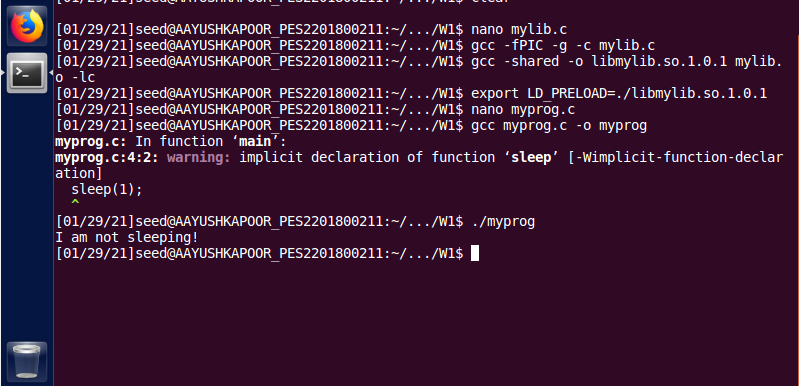 [01/29/21]seed@AAYUSHKAPOOR_PES2201800211:~/.../W1$ clear
[01/29/21]seed@AAYUSHKAPOOR_PES2201800211:~/.../W1$ nano mylib.c
[01/29/21]seed@AAYUSHKAPOOR_PES2201800211:~/.../W1$ gcc -fPIC -g -c mylib.c
[01/29/21]seed@AAYUSHKAPOOR_PES2201800211:~/.../W1$ gcc -shared -o libmylib.so.1.0.1 mylib.
o -lc
[01/29/21]seed@AAYUSHKAPOOR_PES2201800211:~/.../W1$ export LD_PRELOAD=./libmylib.so.1.0.1
[01/29/21]seed@AAYUSHKAPOOR_PES2201800211:~/.../W1$ nano myprog.c
[01/29/21]seed@AAYUSHKAPOOR_PES2201800211:~/.../W1$ gcc myprog.c -o myprog
myprog.c: In function ‘main’:
myprog.c:4:2: warning: implicit declaration of function ‘sleep’ [-Wimplicit-function-declar
ation]
  sleep(1);
  ^
[01/29/21]seed@AAYUSHKAPOOR_PES2201800211:~/.../W1$ ./myprog
I am not sleeping!
[01/29/21]seed@AAYUSHKAPOOR_PES2201800211:~/.../W1$